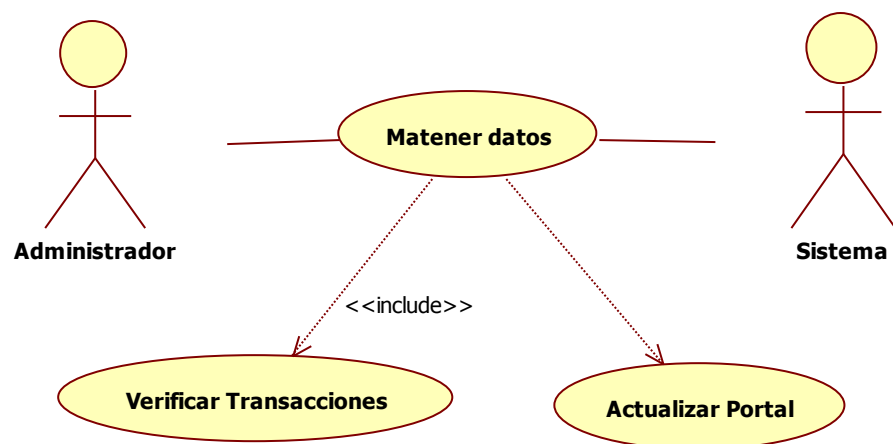 Matener datos
Administrador
Sistema
<<include>>
Verificar Transacciones
Actualizar Portal